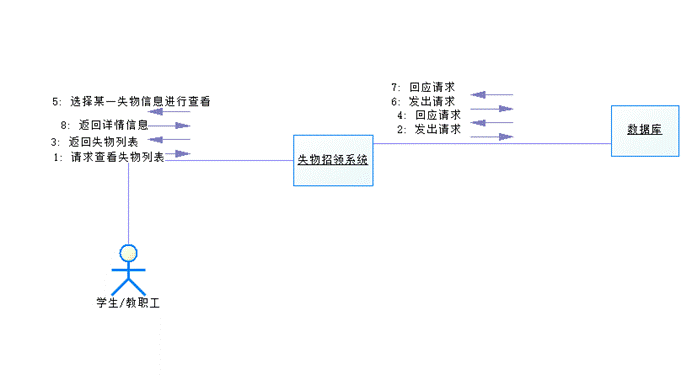 7: 回应请求
5: 选择某一失物信息进行查看
6: 发出请求
4: 回应请求
8: 返回详情信息
2: 发出请求
数据库
3: 返回失物列表
1: 请求查看失物列表
失物招领系统
学生/教职工